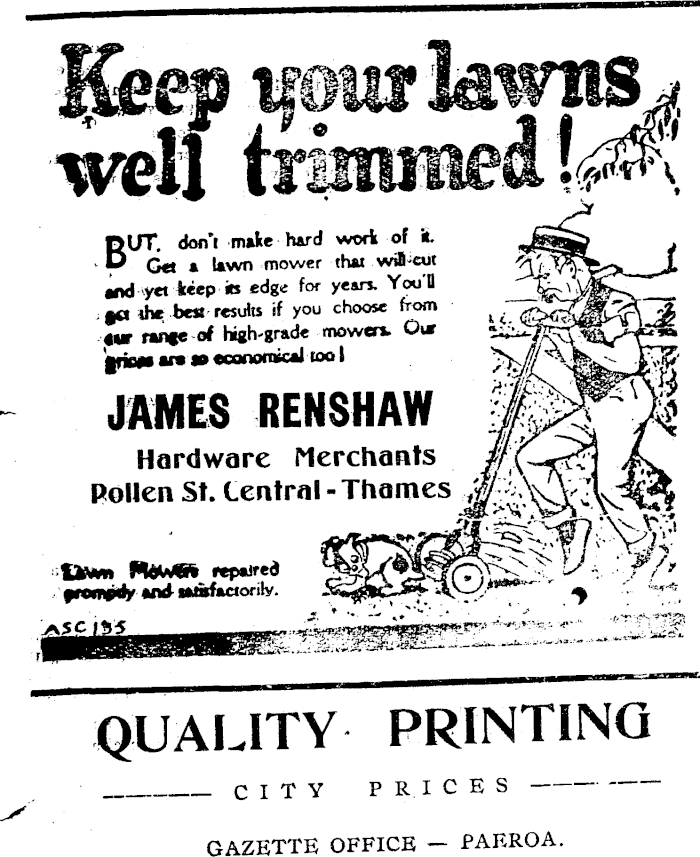 Keep your lawns
well trimmed!
BUT. don't make hard work of it.
Get a lawn mower that will cut
and yet keep its edge for years. You'll
get the best results if you choose from
our range of high-grade mowers. Our
prices are so economical too!
JAMES RENSHAW
Hardware Merchants
Pollen St. Central - Thames
Lawn Mowers repaired
promptly and satisfactorily.
ASC 195
QUALITY PRINTING
CITY PRICES
GAZETTE OFFICE — PAEROA.